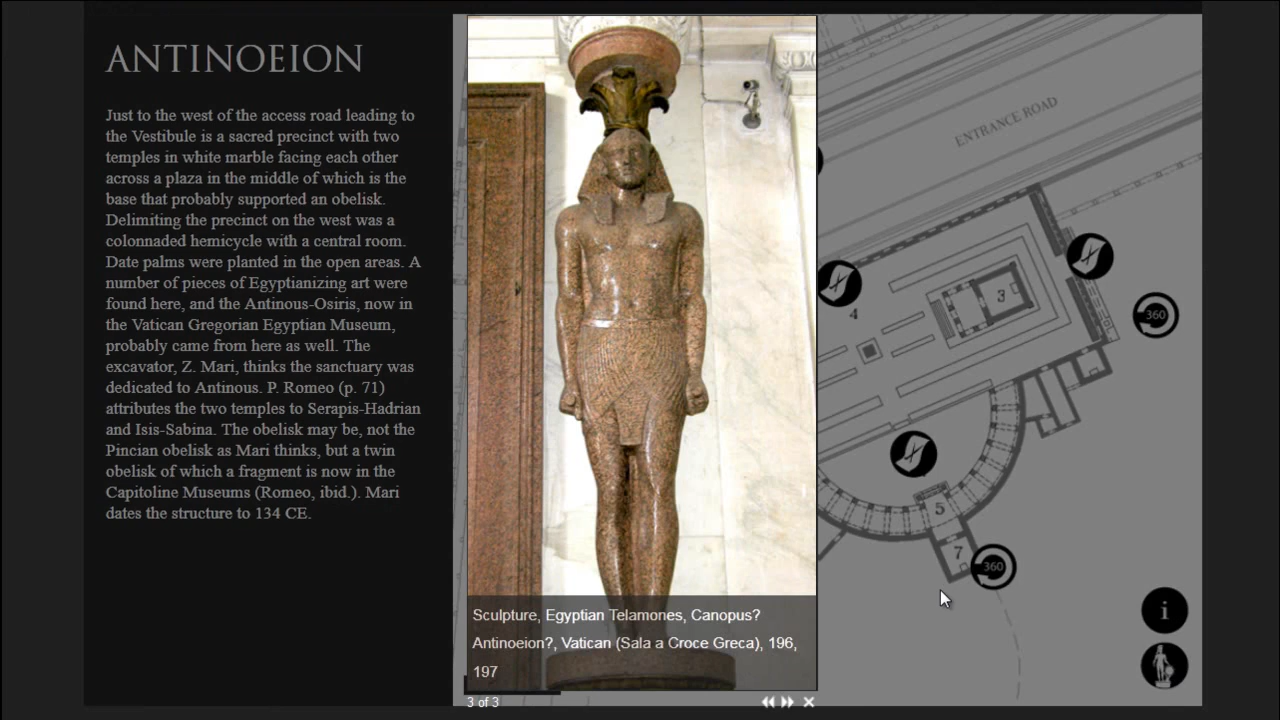 ANTINOEION
Just to the west of the access road leading to
the Vestibule is a sacred precinct with two
temples in white marble facing each other
across a plaza in the middle of which is the
base that probably supported an obelisk.
Delimiting the precinct on the west was a
colonnaded hemicycle with a central room.
Date palms were planted in the open areas. A
number of pieces of Egyptianizing art were
found here, and the Antinous-Osiris, now in
the Vatican Gregorian Egyptian Museum,
probably came from here as well. The
excavator, Z. Mari, thinks the sanctuary was
dedicated to Antinous. P. Romeo (p. 71)
attributes the two temples to Serapis-Hadrian
and Isis-Sabina. The obelisk may be, not the
Pincian obelisk as Mari thinks, but a twin
obelisk of which a fragment is now in the
Capitoline Museums (Romeo, ibid.). Mari
dates the structure to 134 CE.
Sculpture, Egyptian Telamones, Canopus?
Antinoeion?, Vatican (Sala a Croce Greca), 196,
197
3 of 3
ENTRANCE ROAD
3
4
360
5
7
360
i